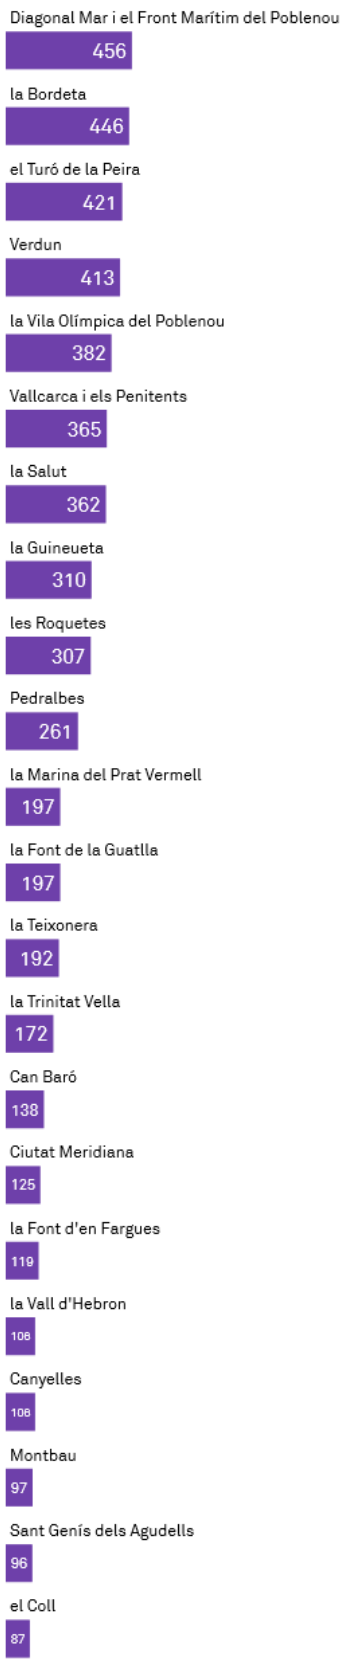 Diagonal Mar i el Front Marítim del Poblenou
456
la Bordeta
446
el Turó de la Peira
421
Verdun
413
la Vila Olímpica del Poblenou
382
Vallcarca i els Penitents
365
la Salut
362
la Guineueta
310
les Roquetes
307
Pedralbes
261
la Marina del Prat Vermell
197
la Font de la Guatlla
197
la Teixonera
192
la Trinitat Vella
172
Can Baró
138
Ciutat Meridiana
125
la Font d'en Fargues
119
la Vall d'Hebron
106
Canyelles
106
Montbau
97
Sant Genís dels Agudells
96
el Coll
87